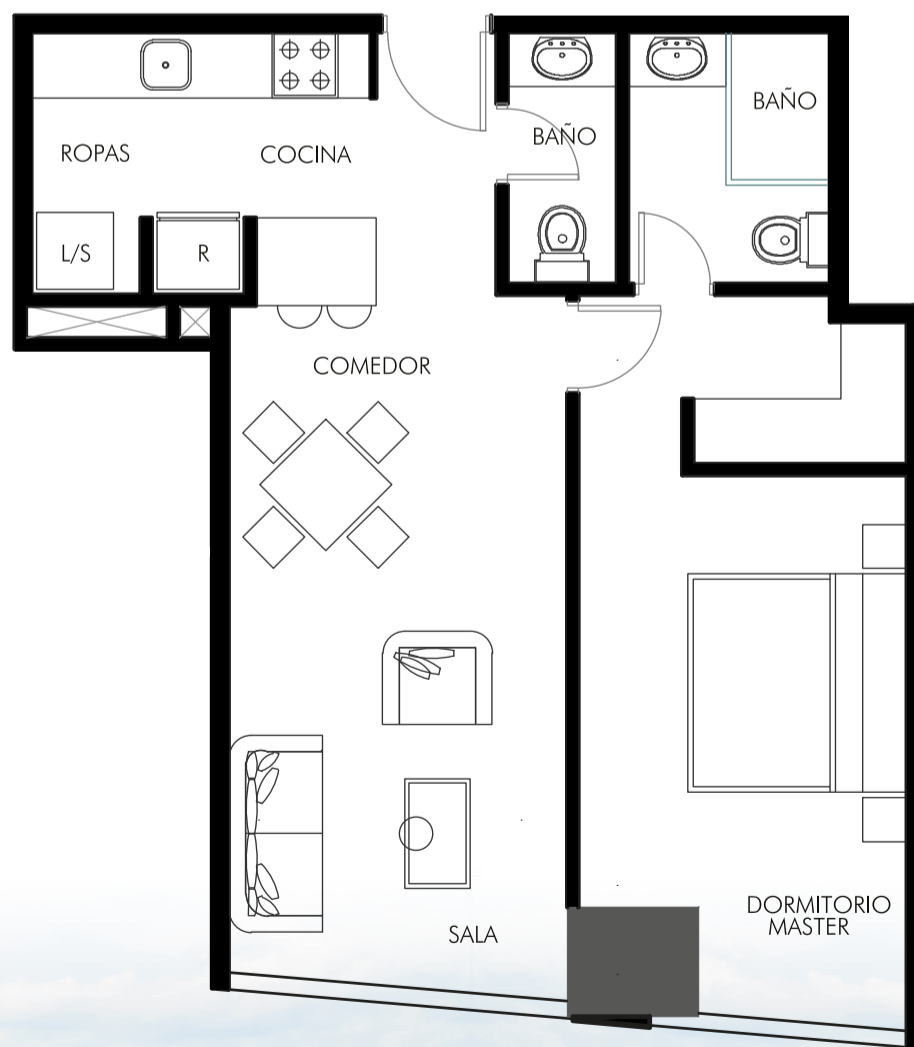 BAÑO
ROPAS
COCINA
BAÑO
L/S
R
COMEDOR
DORMITORIO
MASTER
SALA